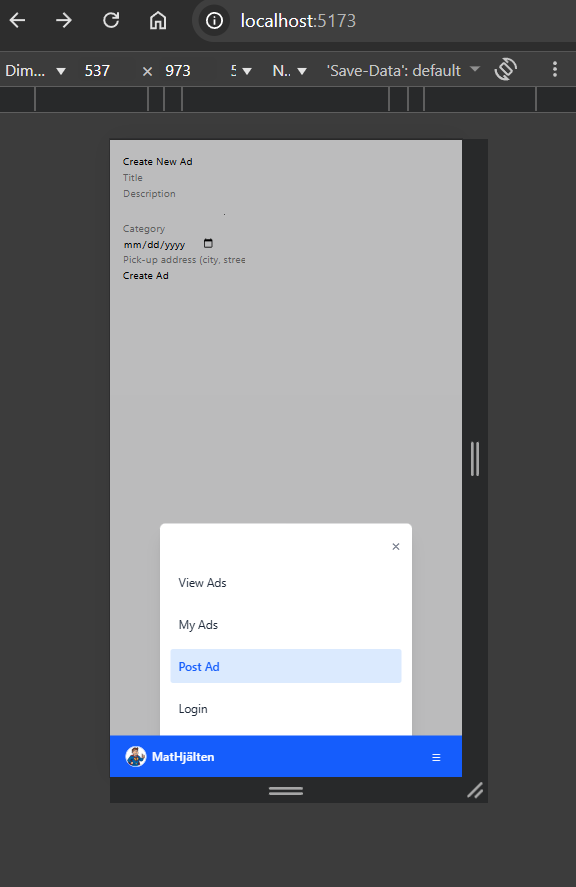 localhost:5173
Dim... 537 × 973 N.. 'Save-Data': default
Create New Ad
Title
Description
Category
mm/dd/yyyy
Pick-up address (city, stree
Create Ad
View Ads
My Ads
Post Ad
Login
MatHjälten